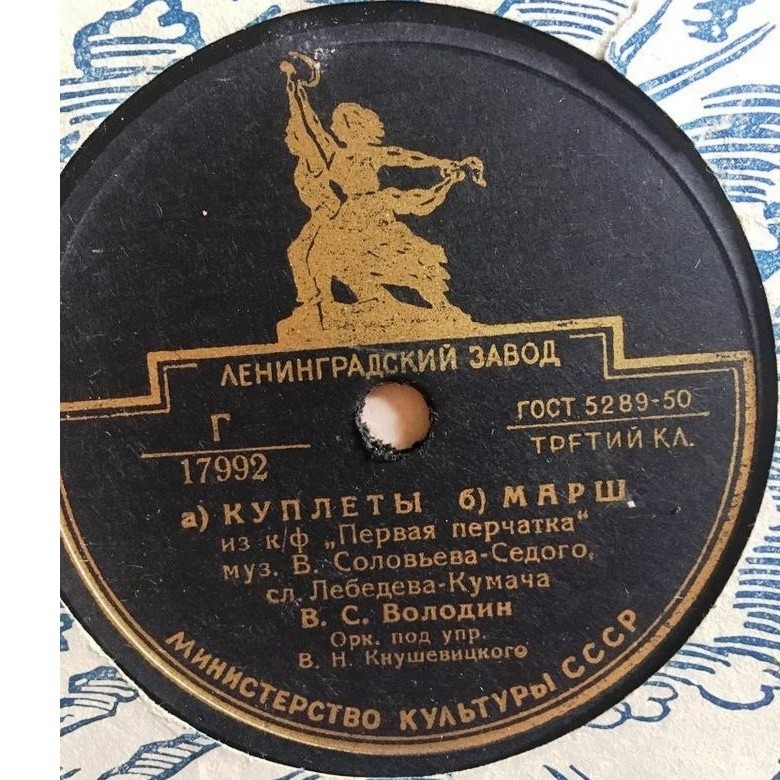 ЛЕНИНГРАДСКИЙ ЗАВОД
Г
17992
ГОСТ 5289-50
ТРЕТИЙ КЛ.
а) КУПЛЕТЫ б) МАРШ
из к/ф „Первая перчатка“
муз. В. Соловьева-Седого,
сл. Лебедева-Кумача
В. С. Володин
Орк. под упр.
В. Н. Кнушевицкого
МИНИСТЕРСТВО КУЛЬТУРЫ СССР